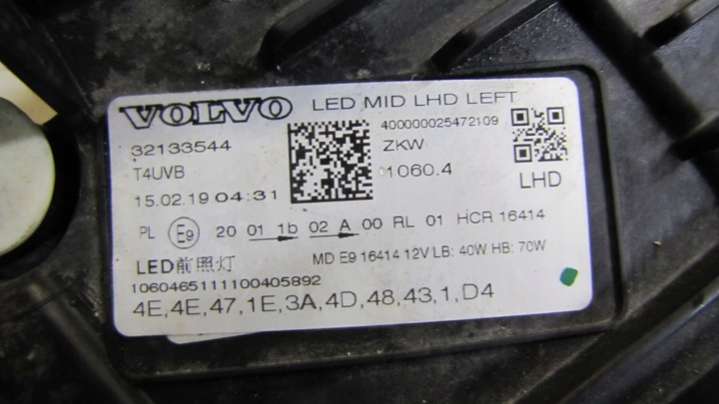 VOLVO LED MID LHD LEFT
32133544 400000025472109
T4UVB ZKW
15.02.19 04:31 1060.4 LHD
PL E9 20 01 1b 02 A 00 RL 01 HCR 16414
MD E9 16414 12V LB: 40W HB: 70W
LED前照灯
1060465111100405892
4E,4E,47,1E,3A,4D,48,43,1,D4